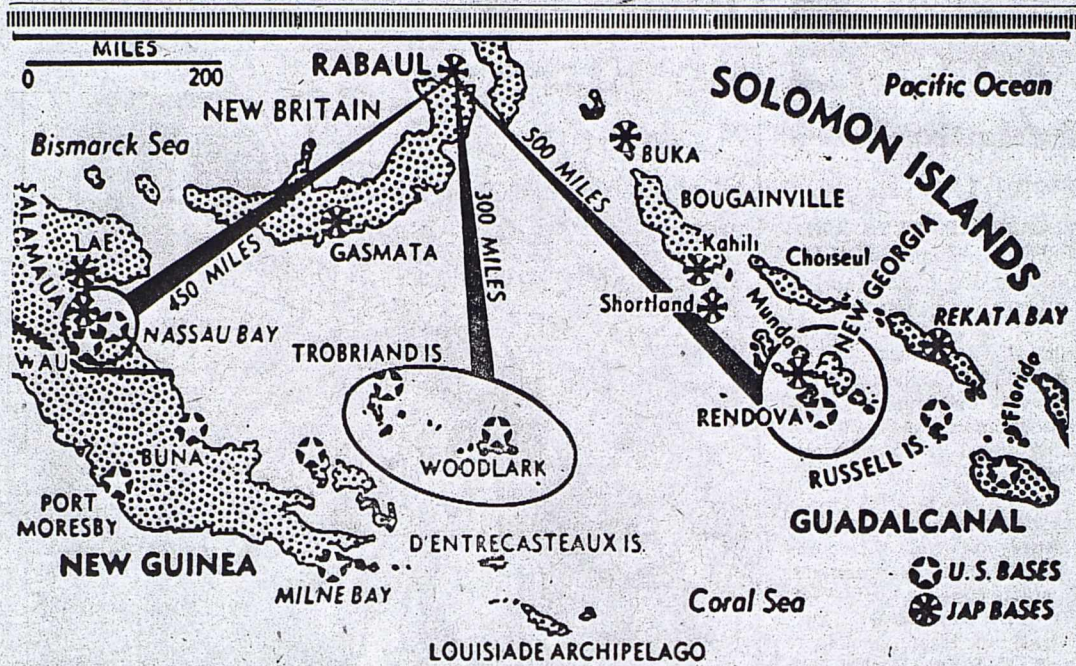 MILES
0 200
RABAUL
NEW BRITAIN
Bismarck Sea
SOLOMON ISLANDS
Pacific Ocean
BUKA
BOUGAINVILLE
500 MILES
300 MILES
450 MILES
SALAMAUA
LAE
GASMATA
Kahili
Choiseul
NEW GEORGIA
Shortland
Munda
REKATA BAY
NASSAU BAY
WAU
TROBRIAND IS.
RENDOVA
Florida
RUSSELL IS.
WOODLARK
BUNA
PORT
MORESBY
GUADALCANAL
NEW GUINEA
D'ENTRECASTEAUX IS.
MILNE BAY
Coral Sea
U.S. BASES
JAP BASES
LOUISIADE ARCHIPELAGO